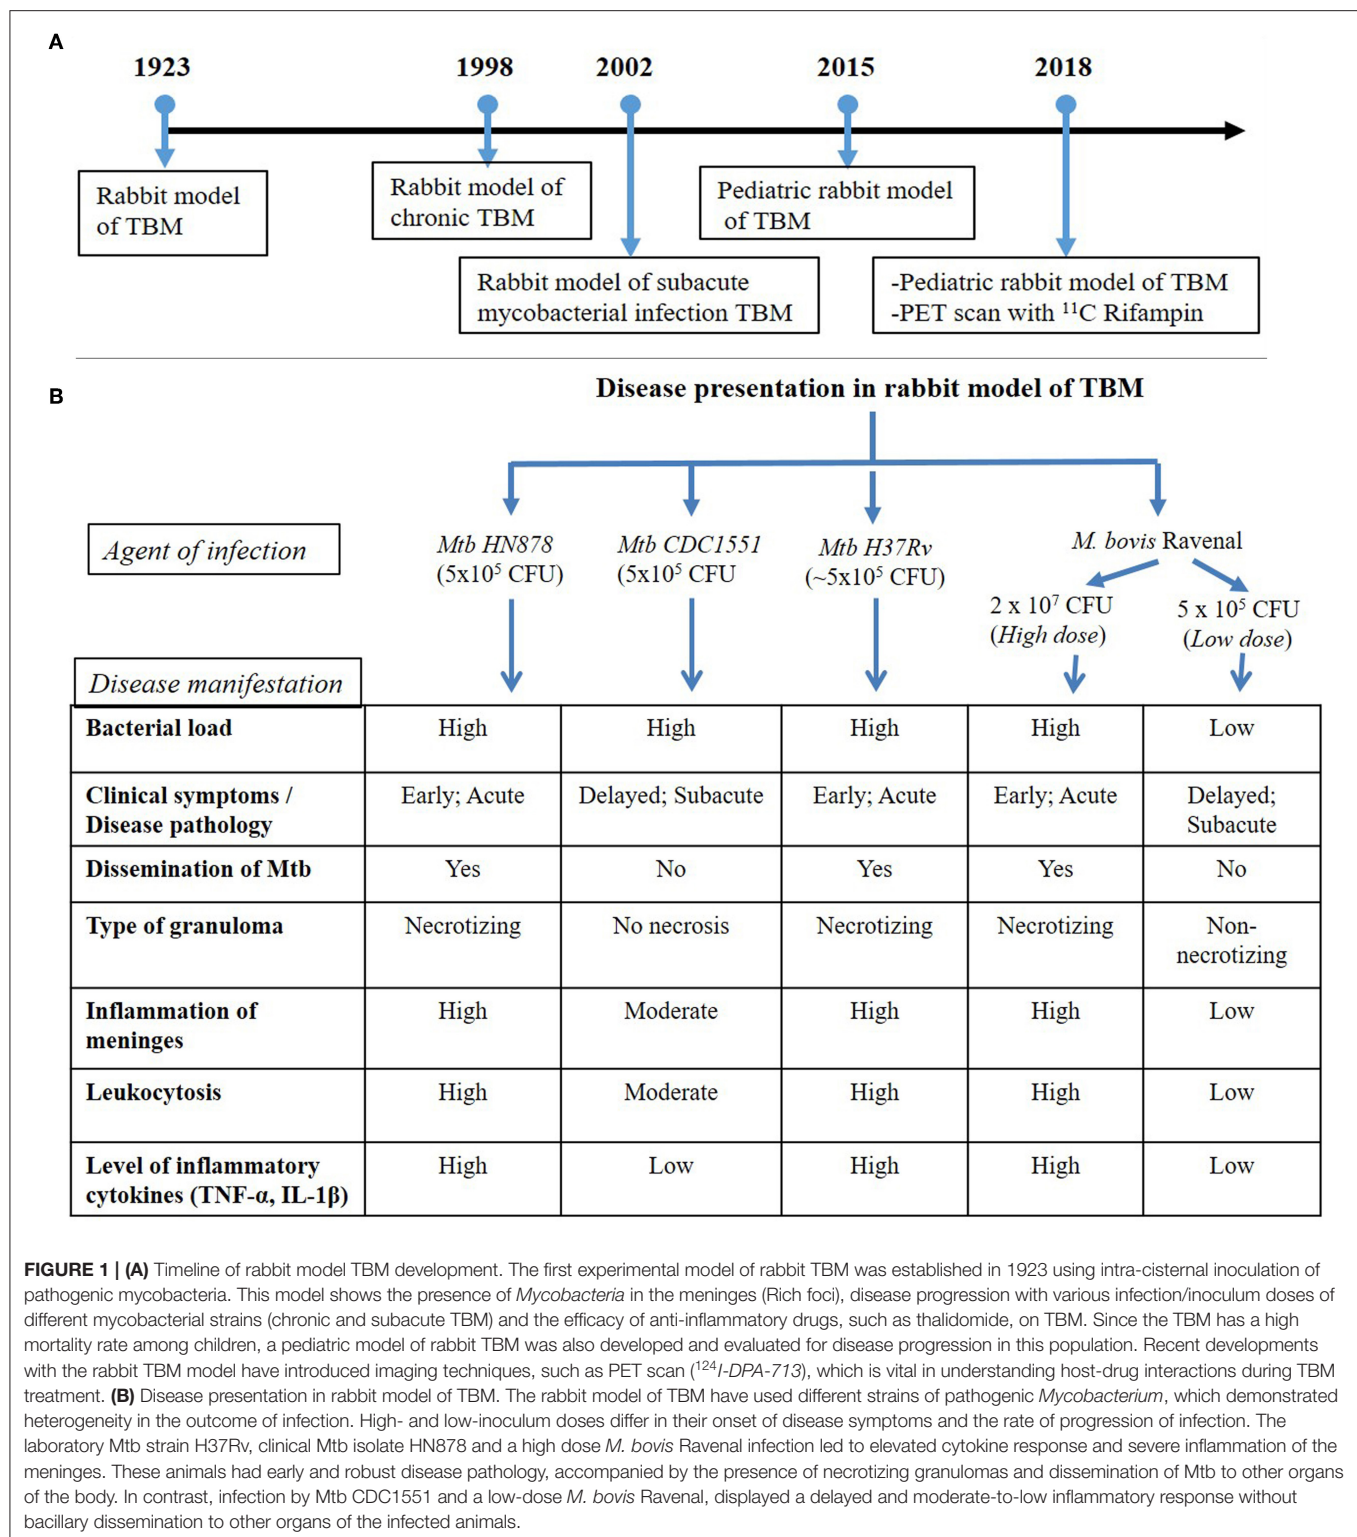 A
1923 1998 2002 2015 2018
Rabbit model
of TBM
Rabbit model of
chronic TBM
Pediatric rabbit model
of TBM
Rabbit model of subacute
mycobacterial infection TBM
-Pediatric rabbit model of TBM
-PET scan with ¹¹C Rifampin
B
Disease presentation in rabbit model of TBM
Agent of infection
Mtb HN878
(5x10⁵ CFU)
Mtb CDC1551
(5x10⁵ CFU
Mtb H37Rv
(~5x10⁵ CFU)
M. bovis Ravenal
2 x 10⁷ CFU
(High dose)
5 x 10⁵ CFU
(Low dose)
Disease manifestation
Bacterial load High High High High Low
Clinical symptoms / Early; Acute Delayed; Subacute Early; Acute Early; Acute Delayed;
Disease pathology Subacute
Dissemination of Mtb Yes No Yes Yes No
Type of granuloma Necrotizing No necrosis Necrotizing Necrotizing Non-
necrotizing
Inflammation of High Moderate High High Low
meninges
Leukocytosis High Moderate High High Low
Level of inflammatory High Low High High Low
cytokines (TNF-α, IL-1β)
FIGURE 1 | (A) Timeline of rabbit model TBM development. The first experimental model of rabbit TBM was established in 1923 using intra-cisternal inoculation of
pathogenic mycobacteria. This model shows the presence of Mycobacteria in the meninges (Rich foci), disease progression with various infection/inoculum doses of
different mycobacterial strains (chronic and subacute TBM) and the efficacy of anti-inflammatory drugs, such as thalidomide, on TBM. Since the TBM has a high
mortality rate among children, a pediatric model of rabbit TBM was also developed and evaluated for disease progression in this population. Recent developments
with the rabbit TBM model have introduced imaging techniques, such as PET scan (¹²⁴I-DPA-713), which is vital in understanding host-drug interactions during TBM
treatment. (B) Disease presentation in rabbit model of TBM. The rabbit model of TBM have used different strains of pathogenic Mycobacterium, which demonstrated
heterogeneity in the outcome of infection. High- and low-inoculum doses differ in their onset of disease symptoms and the rate of progression of infection. The
laboratory Mtb strain H37Rv, clinical Mtb isolate HN878 and a high dose M. bovis Ravenal infection led to elevated cytokine response and severe inflammation of the
meninges. These animals had early and robust disease pathology, accompanied by the presence of necrotizing granulomas and dissemination of Mtb to other organs
of the body. In contrast, infection by Mtb CDC1551 and a low-dose M. bovis Ravenal, displayed a delayed and moderate-to-low inflammatory response without
bacillary dissemination to other organs of the infected animals.